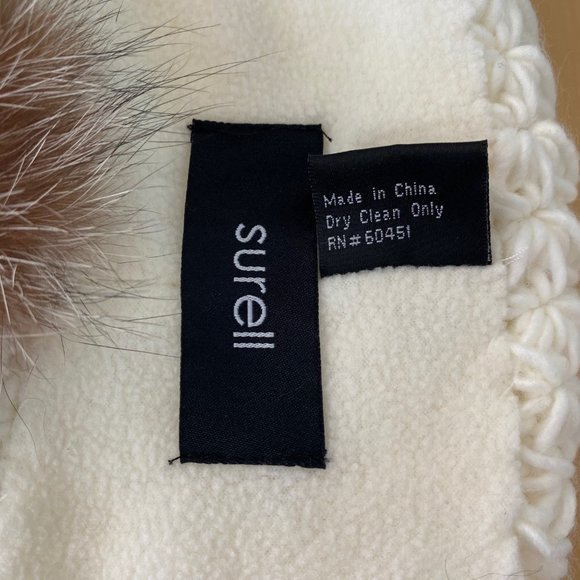 surell
Made in China
Dry Clean Only
RN#60451